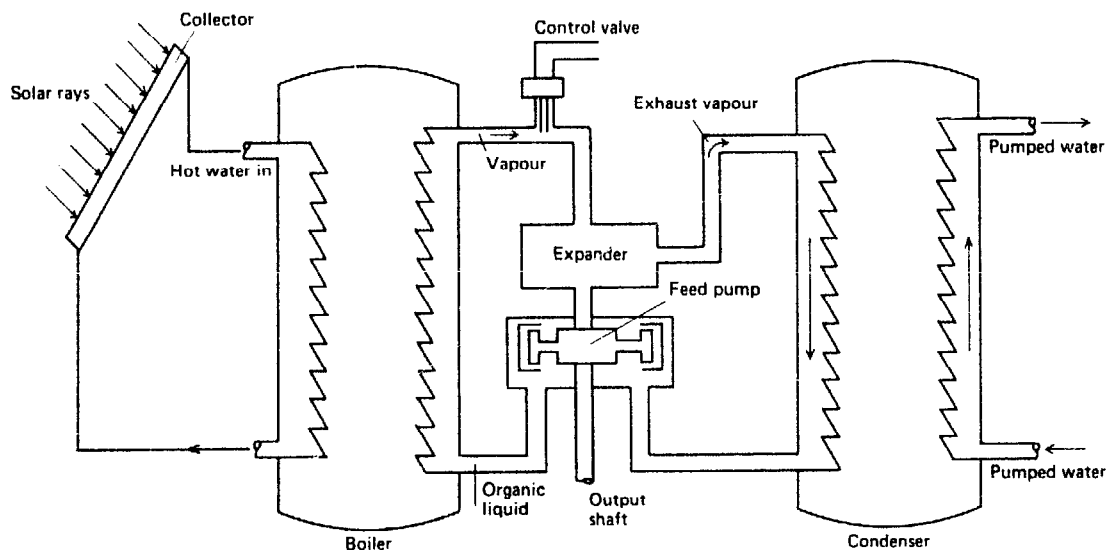 Collector
Control valve
Solar rays
Exhaust vapour
Hot water in
Vapour
Pumped water
Expander
Feed pump
Organic
liquid
Output
shaft
Pumped water
Boiler
Condenser